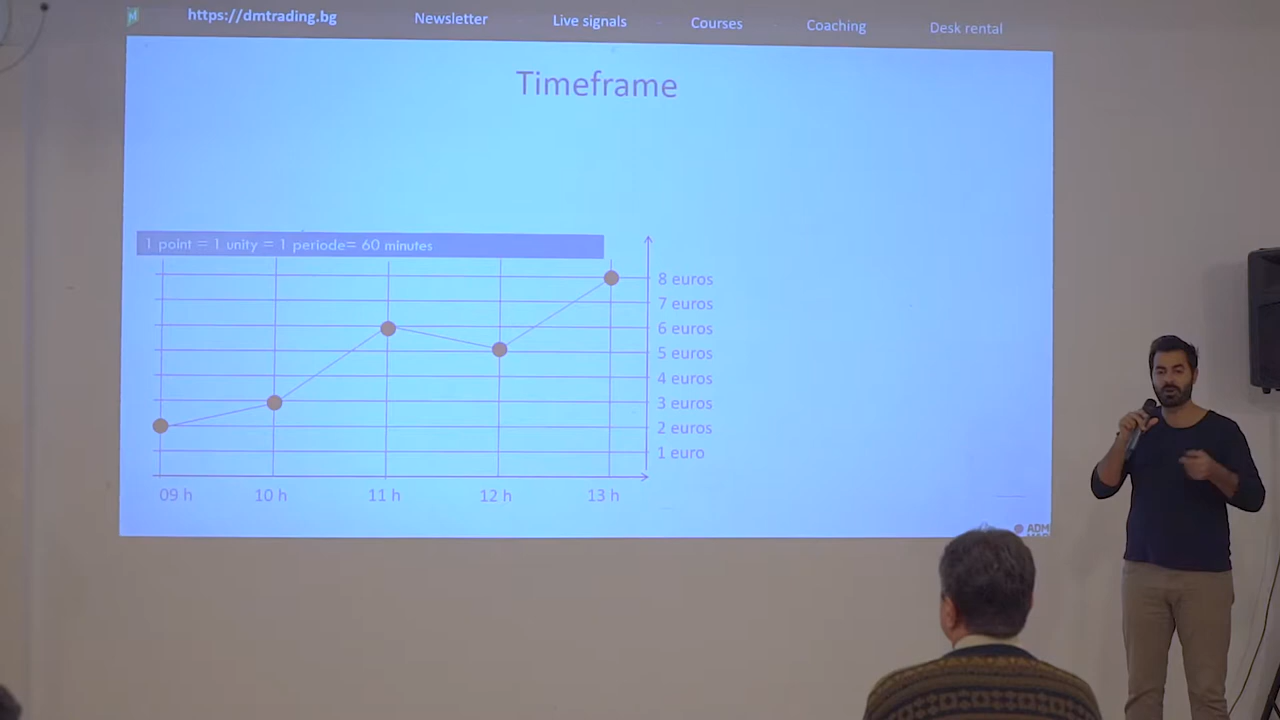 https://dmtrading.bg Newsletter Live signals Courses Coaching Desk rental
Timeframe
1 point = 1 unity = 1 periode= 60 minutes
8 euros
7 euros
6 euros
5 euros
4 euros
3 euros
2 euros
1 euro
09 h 10 h 11 h 12 h 13 h
ADM